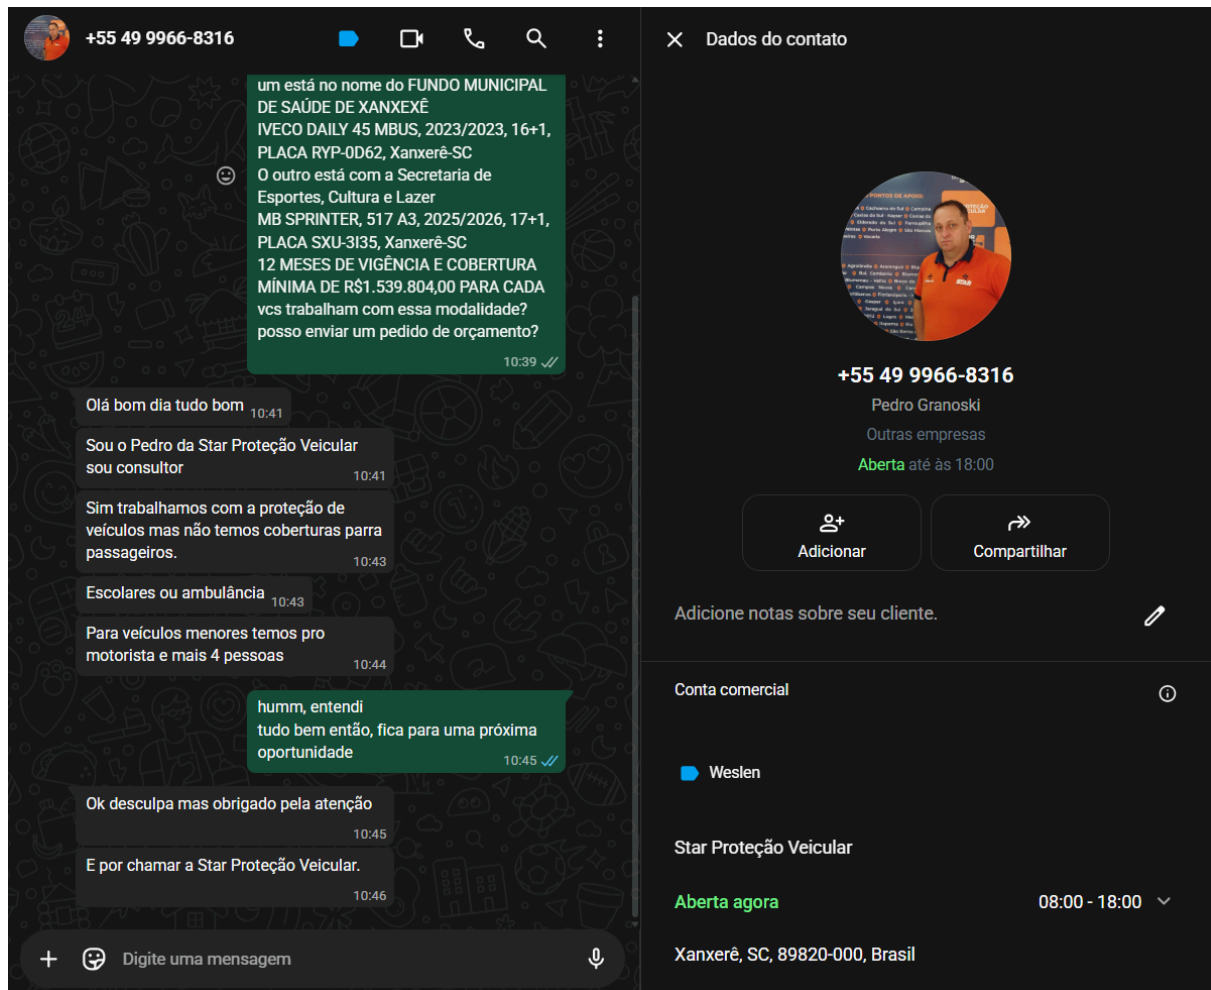 +55 49 9966-8316
um está no nome do FUNDO MUNICIPAL
DE SAÚDE DE XANXEXÊ
IVECO DAILY 45 MBUS, 2023/2023, 16+1,
PLACA RYP-0D62, Xanxerê-SC
O outro está com a Secretaria de
Esportes, Cultura e Lazer
MB SPRINTER, 517 A3, 2025/2026, 17+1,
PLACA SXU-3I35, Xanxerê-SC
12 MESES DE VIGÊNCIA E COBERTURA
MÍNIMA DE R$1.539.804,00 PARA CADA
vcs trabalham com essa modalidade?
posso enviar um pedido de orçamento?
10:39
Olá bom dia tudo bom 10:41
Sou o Pedro da Star Proteção Veicular
sou consultor
10:41
Sim trabalhamos com a proteção de
veículos mas não temos coberturas parra
passageiros.
10:43
Escolares ou ambulância 10:43
Para veículos menores temos pro
motorista e mais 4 pessoas
10:44
humm, entendi
tudo bem então, fica para uma próxima
oportunidade
10:45
Ok desculpa mas obrigado pela atenção
10:45
E por chamar a Star Proteção Veicular.
10:46
Digite uma mensagem
Dados do contato
PONTOS DE APOIO
STAR
+55 49 9966-8316
Pedro Granoski
Outras empresas
Aberta até às 18:00
Adicionar
Compartilhar
Adicione notas sobre seu cliente.
Conta comercial
Weslen
Star Proteção Veicular
Aberta agora
08:00 - 18:00
Xanxerê, SC, 89820-000, Brasil